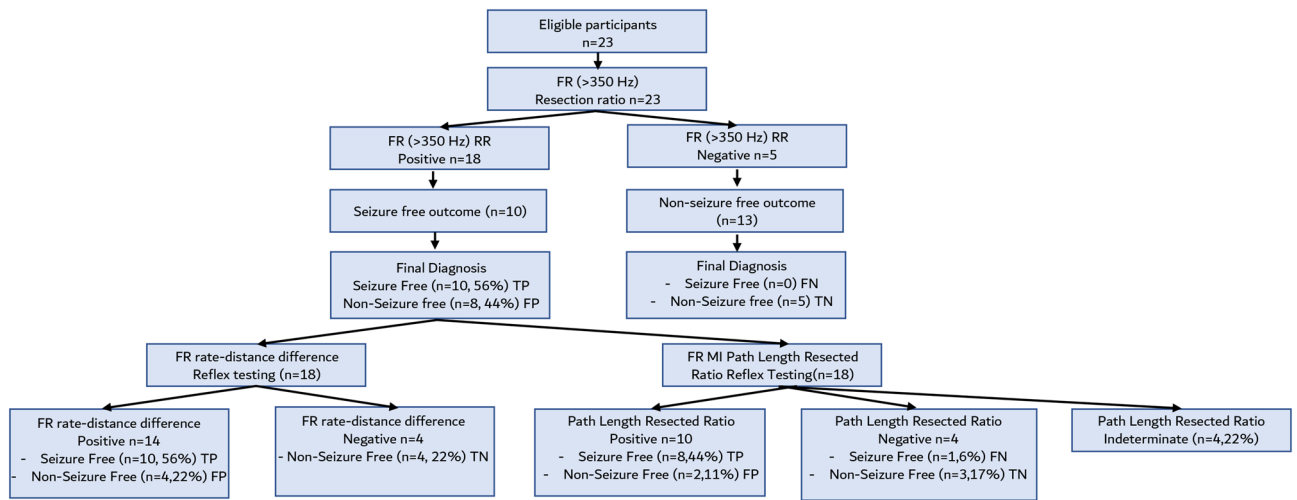 Eligible participants
n=23
FR (>350 Hz)
Resection ratio n=23
FR (>350 Hz) RR
Positive n=18
FR (>350 Hz) RR
Negative n=5
Seizure free outcome (n=10)
Non-seizure free outcome
(n=13)
Final Diagnosis
Seizure Free (n=10, 56%) TP
Non-Seizure free (n=8, 44%) FP
Final Diagnosis
- Seizure Free (n=0) FN
- Non-Seizure free (n=5) TN
FR rate-distance difference
Reflex testing (n=18)
FR MI Path Length Resected
Ratio Reflex Testing(n=18)
FR rate-distance difference
Positive n=14
- Seizure Free (n=10, 56%) TP
- Non-Seizure Free (n=4,22%) FP
FR rate-distance difference
Negative n=4
- Non-Seizure Free (n=4, 22%) TN
Path Length Resected Ratio
Positive n=10
- Seizure Free (n=8,44%) TP
- Non-Seizure Free (n=2,11%) FP
Path Length Resected Ratio
Negative n=4
- Seizure Free (n=1,6%) FN
- Non-Seizure Free (n=3,17%) TN
Path Length Resected Ratio
Indeterminate (n=4,22%)